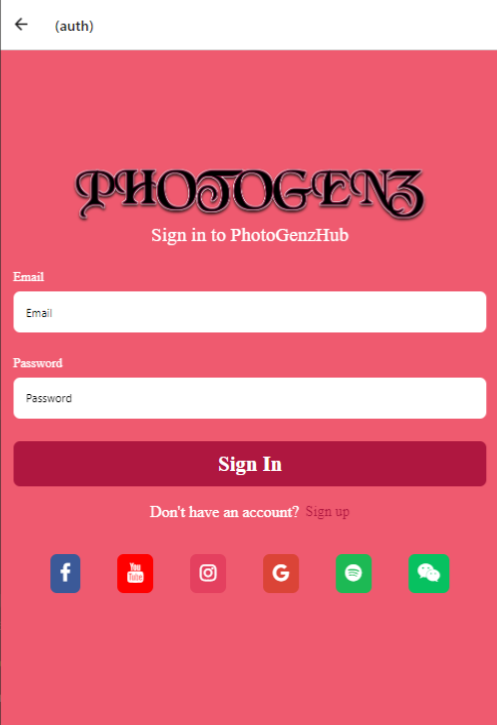 (auth)
PHOTOGENZ
Sign in to PhotoGenzHub
Email
Email
Password
Password
Sign In
Don't have an account? Sign up
You
Tube